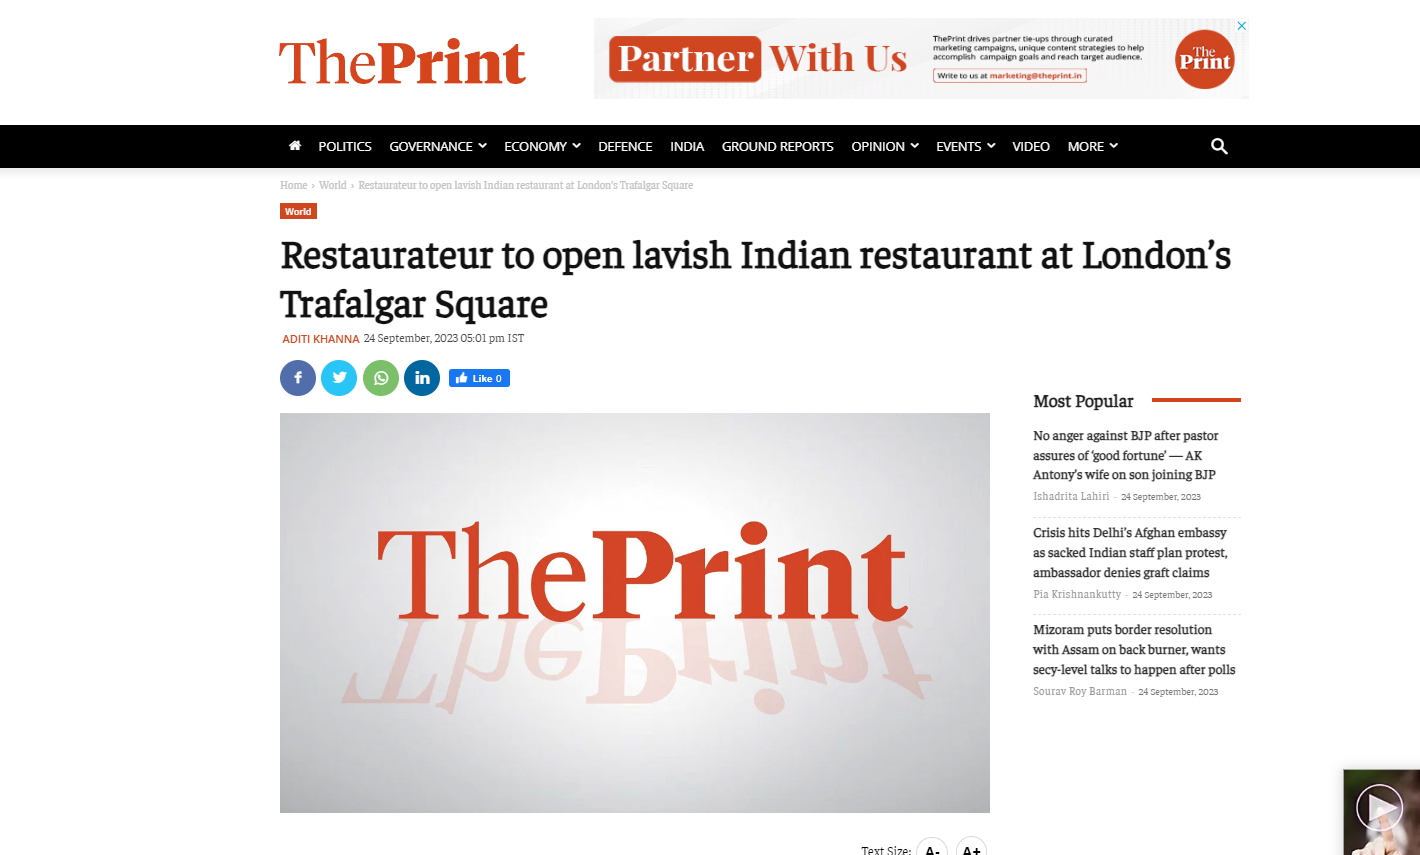 ThePrint
Partner With Us
ThePrint drives partner tie-ups through curated
marketing campaigns, unique content strategies to help
accomplish campaign goals and reach target audience.
Write to us at marketing@theprint.in
The
Print
POLITICS GOVERNANCE ECONOMY DEFENCE INDIA GROUND REPORTS OPINION EVENTS VIDEO MORE
Home › World › Restaurateur to open lavish Indian restaurant at London's Trafalgar Square
World
Restaurateur to open lavish Indian restaurant at London’s
Trafalgar Square
ADITI KHANNA 24 September, 2023 05:01 pm IST
f in Like 0
ThePrint
ThePrint
Most Popular
No anger against BJP after pastor
assures of ‘good fortune’ — AK
Antony’s wife on son joining BJP
Ishadrita Lahiri - 24 September, 2023
Crisis hits Delhi’s Afghan embassy
as sacked Indian staff plan protest,
ambassador denies graft claims
Pia Krishnankutty - 24 September, 2023
Mizoram puts border resolution
with Assam on back burner, wants
secy-level talks to happen after polls
Sourav Roy Barman - 24 September, 2023
Text Size: A- A+